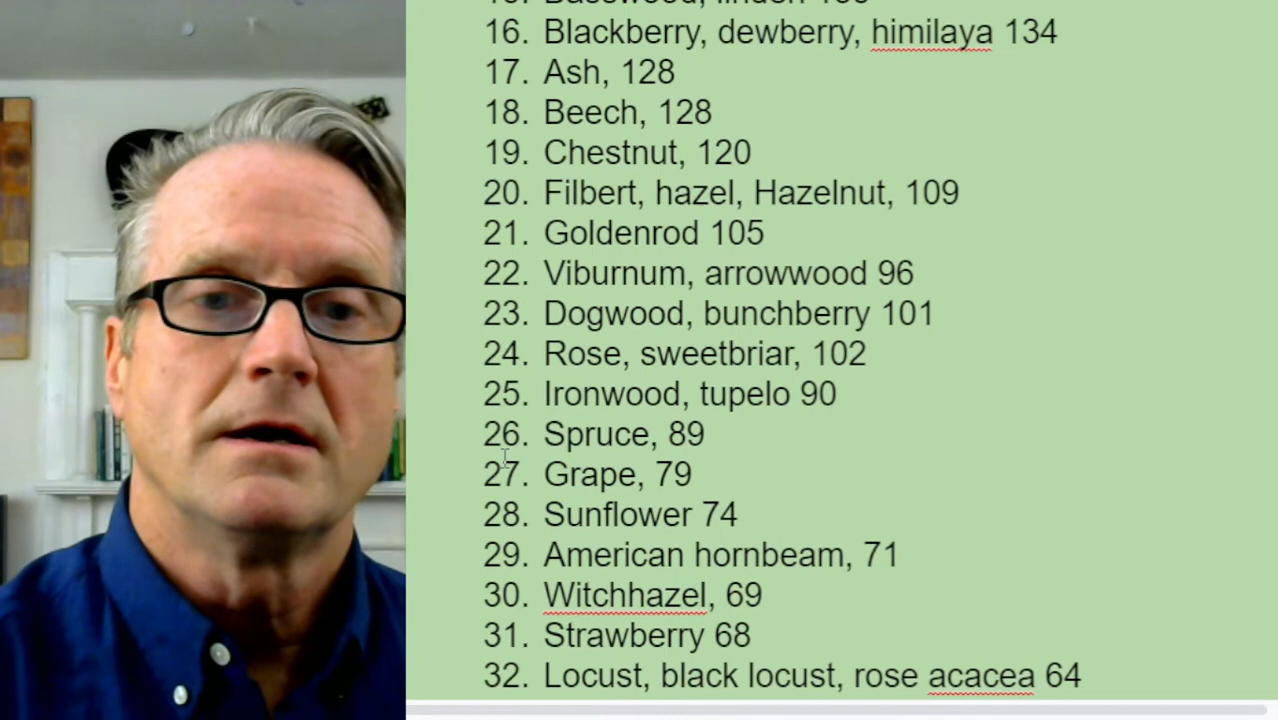 15. Basswood, linden
16. Blackberry, dewberry, himilaya 134
17. Ash, 128
18. Beech, 128
19. Chestnut, 120
20. Filbert, hazel, Hazelnut, 109
21. Goldenrod 105
22. Viburnum, arrowwood 96
23. Dogwood, bunchberry 101
24. Rose, sweetbriar, 102
25. Ironwood, tupelo 90
26. Spruce, 89
27. Grape, 79
28. Sunflower 74
29. American hornbeam, 71
30. Witchhazel, 69
31. Strawberry 68
32. Locust, black locust, rose acacea 64